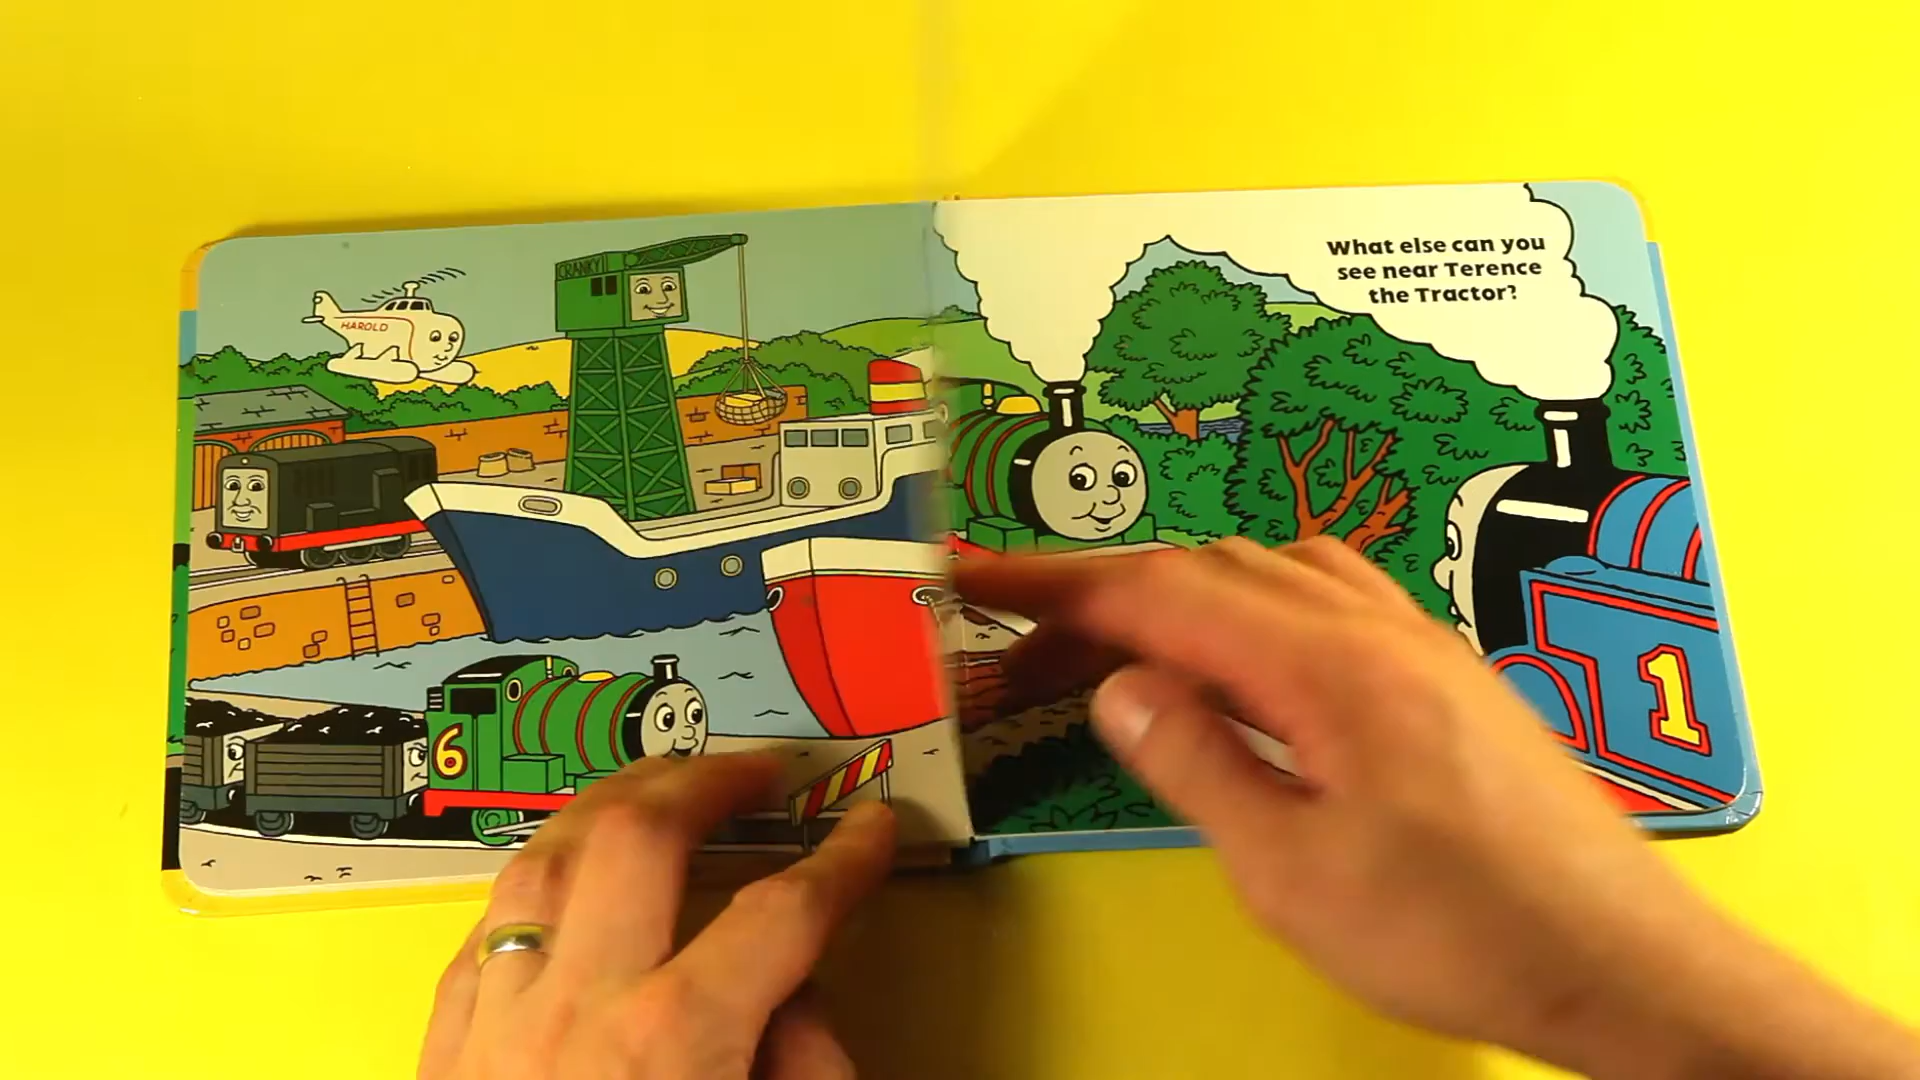 HAROLD
CRANKY
6
What else can you
see near Terence
the Tractor?
1